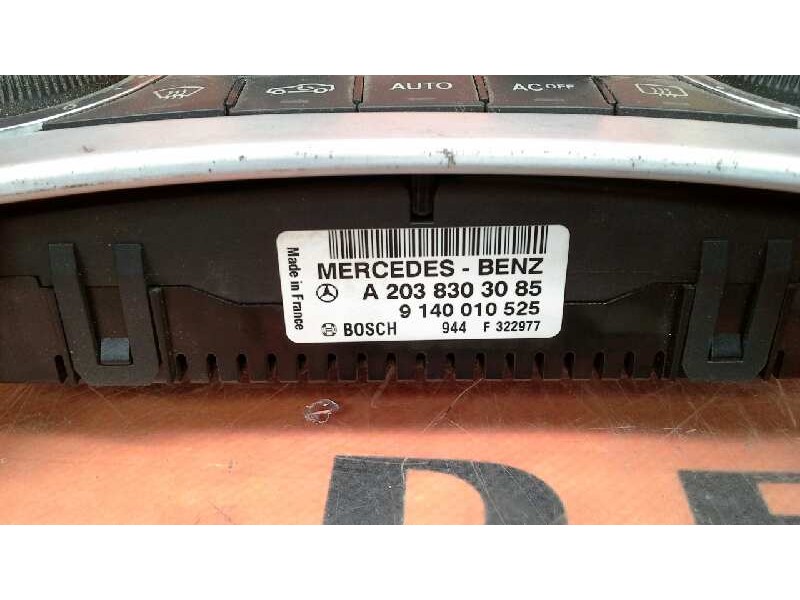 AUTO
AC OFF
Made in France
MERCEDES - BENZ
A 203 830 30 85
9 140 010 525
BOSCH 944 F 322977